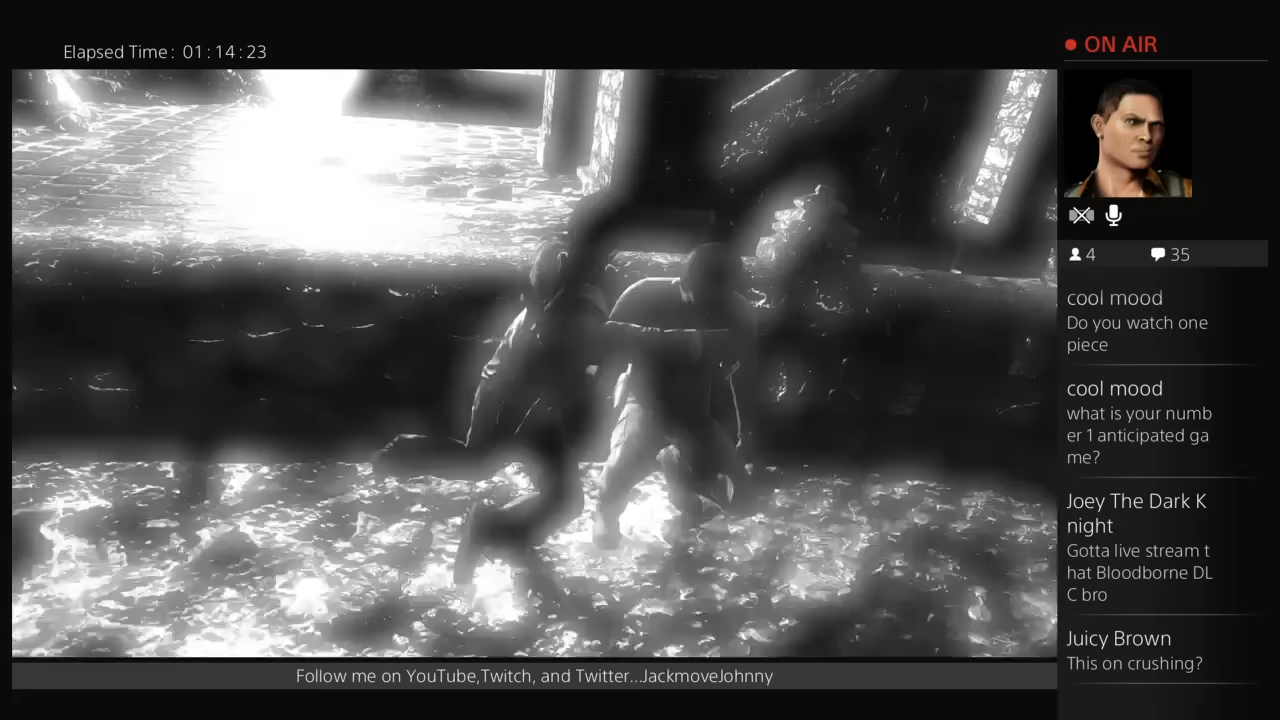 Elapsed Time: 01:14:23
ON AIR
4 35
cool mood
Do you watch one
piece
cool mood
what is your numb
er 1 anticipated ga
me?
Joey The Dark K
night
Gotta live stream t
hat Bloodborne DL
C bro
Juicy Brown
This on crushing?
Follow me on YouTube,Twitch, and Twitter...JackmoveJohnny